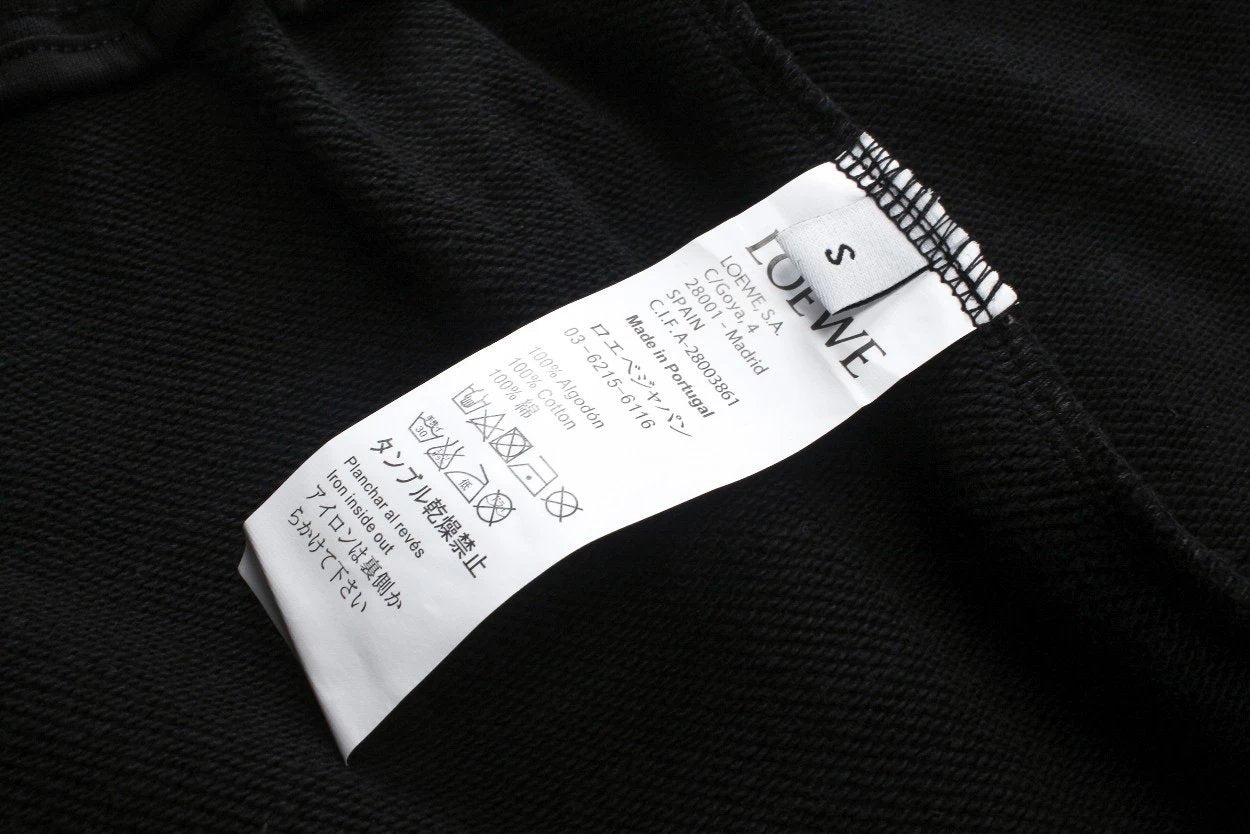 S
LOEWE
LOEWE, S.A.
C/Goya, 4
28001 - Madrid
SPAIN
C.I.F. A-28003861
Made in Portugal
ロエベジャパン
03-6215-6116
100% Algodón
100% Cotton
100% 綿
30
低
タンブル乾燥禁止
Planchar al revés
Iron inside out
アイロンは裏側か
らかけて下さい